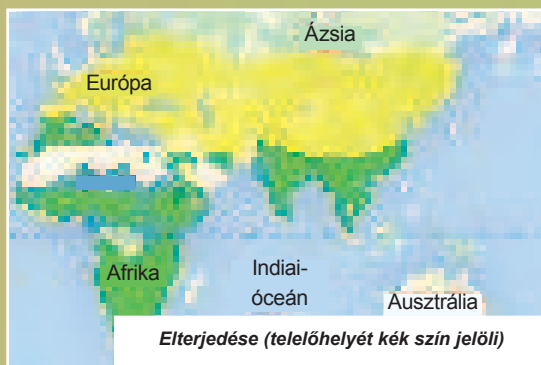 Ázsia
Európa
Afrika
Indiai-
óceán
Ausztrália
Elterjedése (telelőhelyét kék szín jelöli)